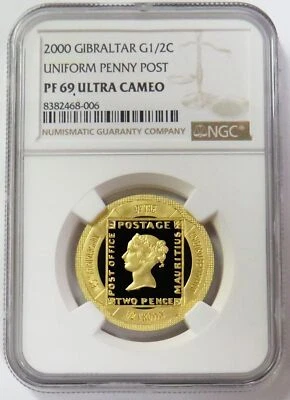 2000 GIBRALTAR G1/2C
UNIFORM PENNY POST
PF 69 ULTRA CAMEO
8382468-006
NUMISMATIC GUARANTY COMPANY
NGC
POSTAGE
POST OFFICE
MAURITIUS
TWO PENCE